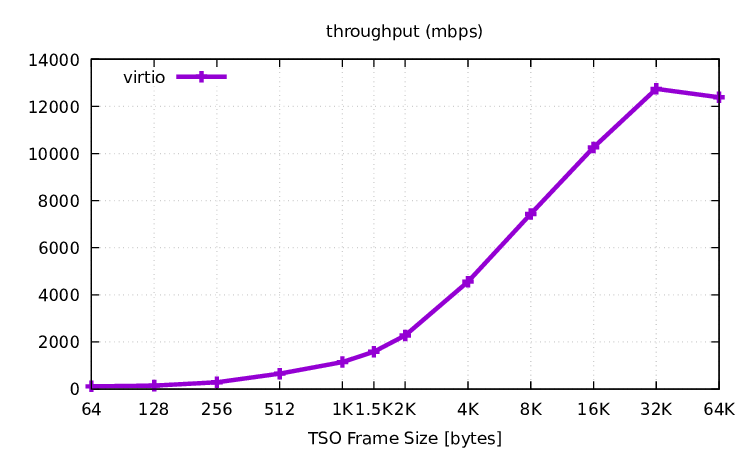 throughput (mbps)
14000
virtio
12000
10000
8000
6000
4000
2000
0
64 128 256 512 1K 1.5K 2K 4K 8K 16K 32K 64K
TSO Frame Size [bytes]